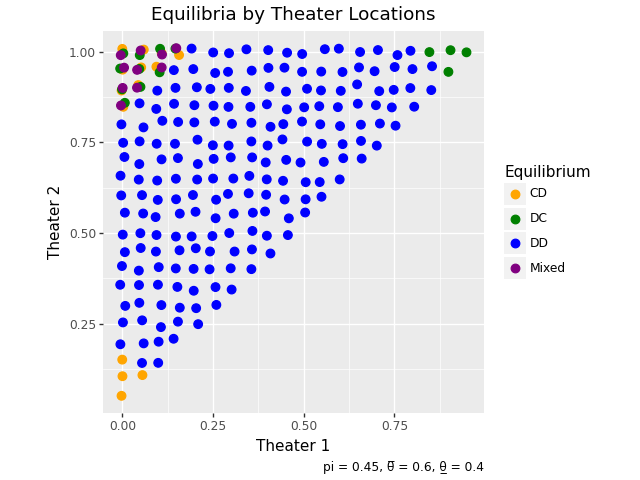 Equilibria by Theater Locations
1.00
0.75
0.50
0.25
Theater 2
0.00
0.25
0.50
0.75
Theater 1
Equilibrium
CD
DC
DD
Mixed
pi = 0.45, θ̅ = 0.6, θ̲ = 0.4